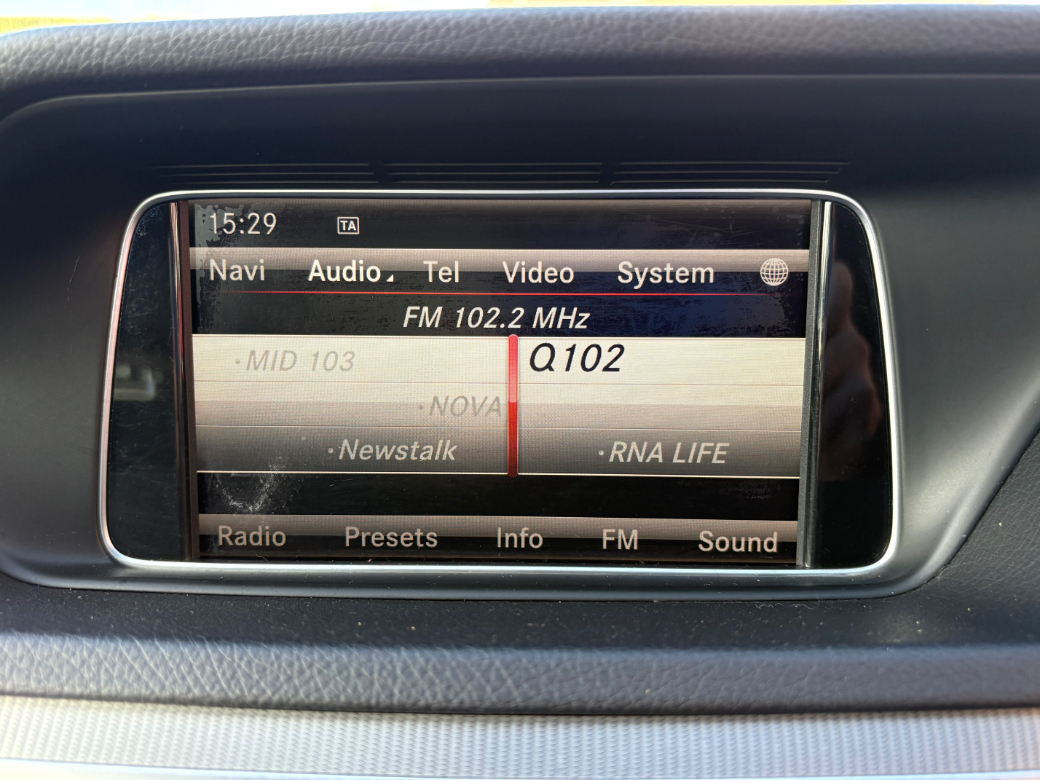 15:29 TA
Navi Audio Tel Video System
FM 102.2 MHz
•MID 103 Q102
•NOVA
•Newstalk •RNA LIFE
Radio Presets Info FM Sound